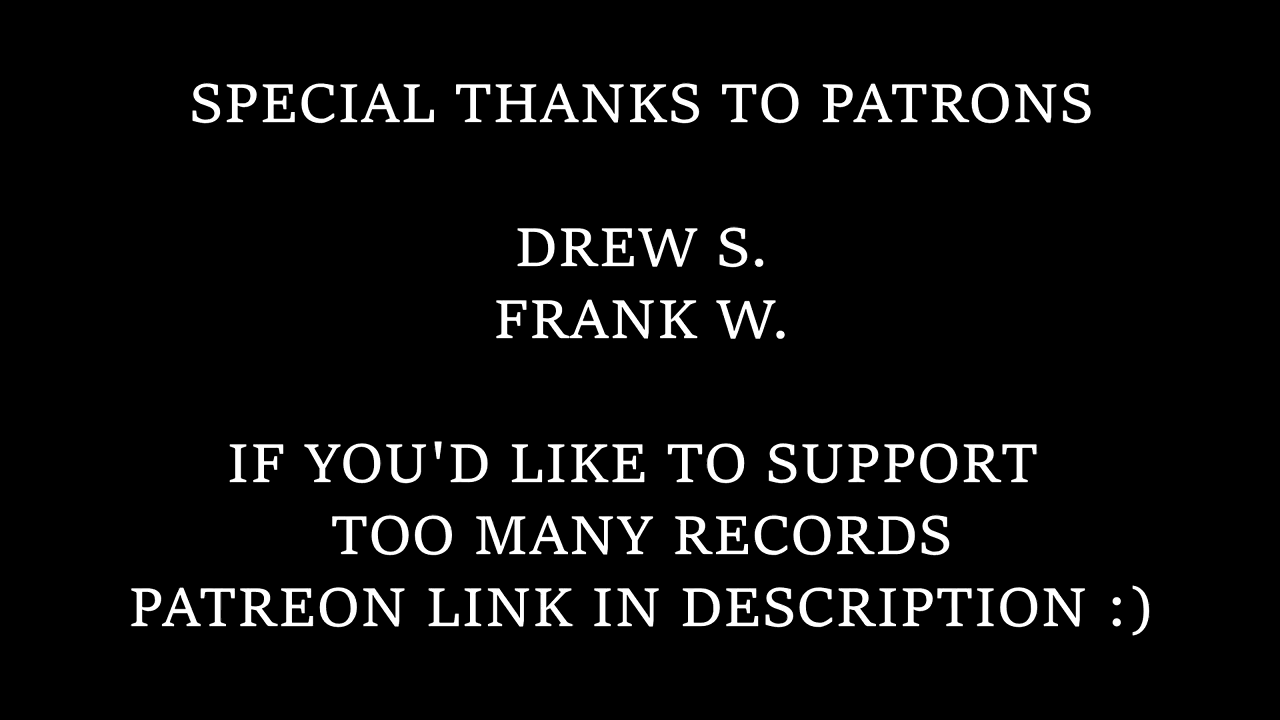 SPECIAL THANKS TO PATRONS
DREW S.
FRANK W.
IF YOU'D LIKE TO SUPPORT
TOO MANY RECORDS
PATREON LINK IN DESCRIPTION :)